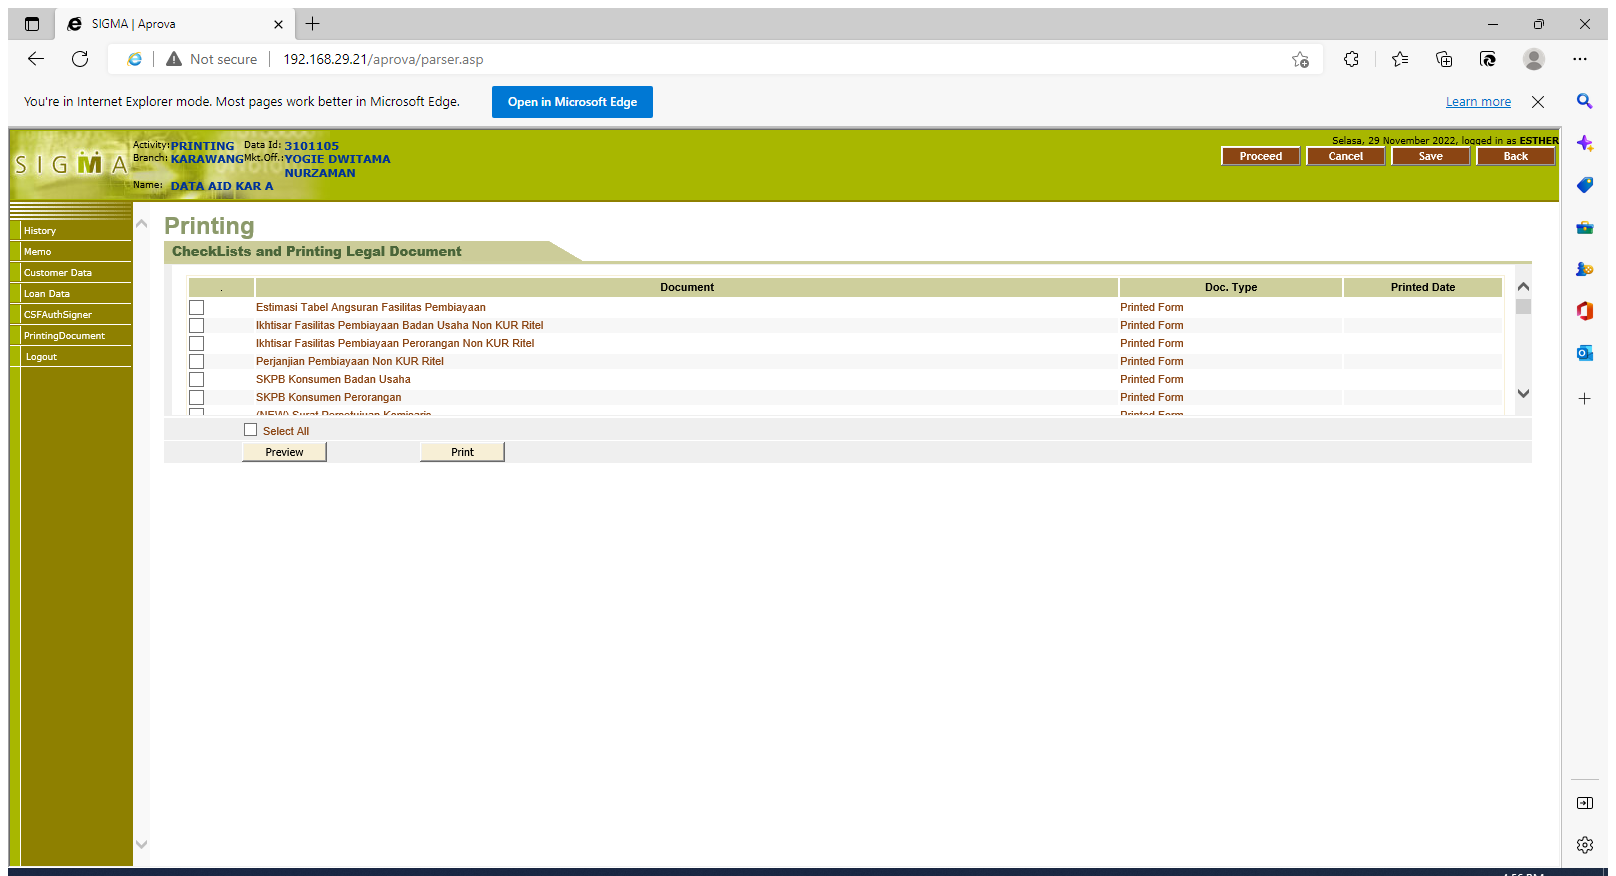 SIGMA | Aprova
Not secure
192.168.29.21/aprova/parser.asp
You're in Internet Explorer mode. Most pages work better in Microsoft Edge.
Open in Microsoft Edge
Learn more
SIGMA
Activity: PRINTING Data Id: 3101105
Branch: KARAWANG Mkt.Off.: YOGIE DWITAMA
NURZAMAN
Name: DATA AID KAR A
Selasa, 29 November 2022, logged in as ESTHER
Proceed Cancel Save Back
History
Memo
Customer Data
Loan Data
CSFAuthSigner
PrintingDocument
Logout
Printing
CheckLists and Printing Legal Document
. Document Doc. Type Printed Date
Estimasi Tabel Angsuran Fasilitas Pembiayaan Printed Form
Ikhtisar Fasilitas Pembiayaan Badan Usaha Non KUR Ritel Printed Form
Ikhtisar Fasilitas Pembiayaan Perorangan Non KUR Ritel Printed Form
Perjanjian Pembiayaan Non KUR Ritel Printed Form
SKPB Konsumen Badan Usaha Printed Form
SKPB Konsumen Perorangan Printed Form
(NEW) Surat Persetujuan Komisaris Printed Form
Select All
Preview Print